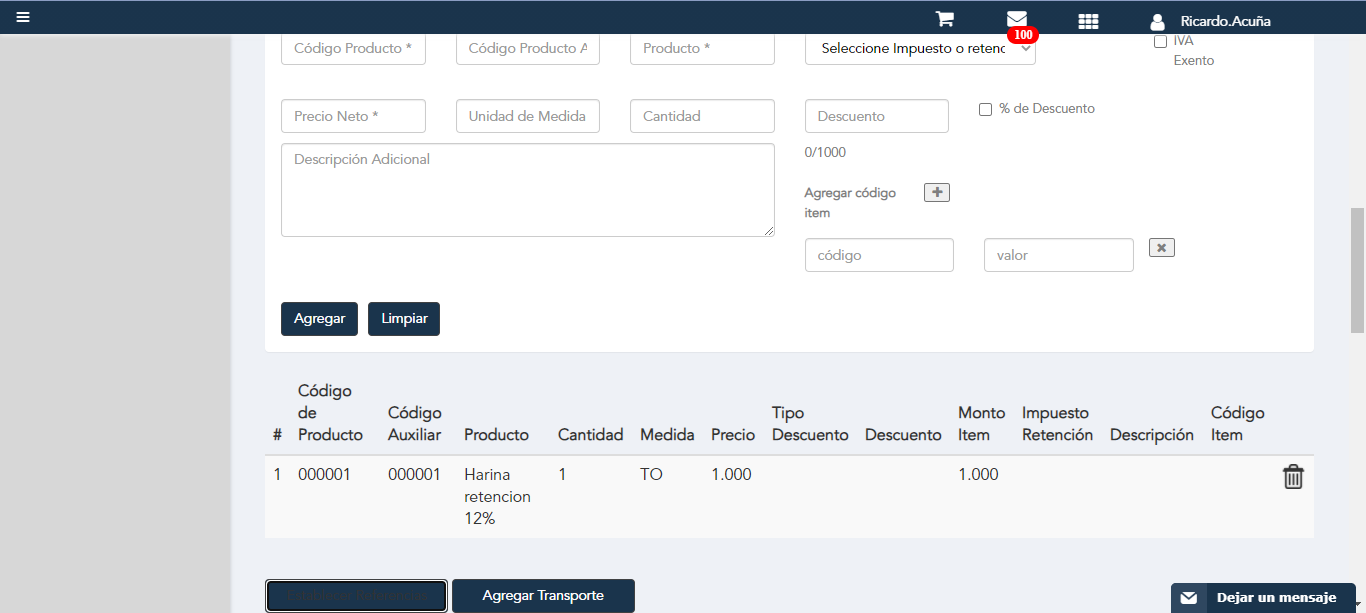 Ricardo.Acuña
100
Código Producto *
Código Producto A
Producto *
Seleccione Impuesto o retenc
IVA
Exento
Precio Neto *
Unidad de Medida
Cantidad
Descuento
% de Descuento
Descripción Adicional
0/1000
Agregar código
item
código
valor
Agregar
Limpiar
#
Código
de
Producto
Código
Auxiliar
Producto
Cantidad
Medida
Precio
Tipo
Descuento
Descuento
Monto
Item
Impuesto
Retención
Descripción
Código
Item
1
000001
000001
Harina
retencion
12%
1
TO
1.000
1.000
Agregar Transporte
Dejar un mensaje